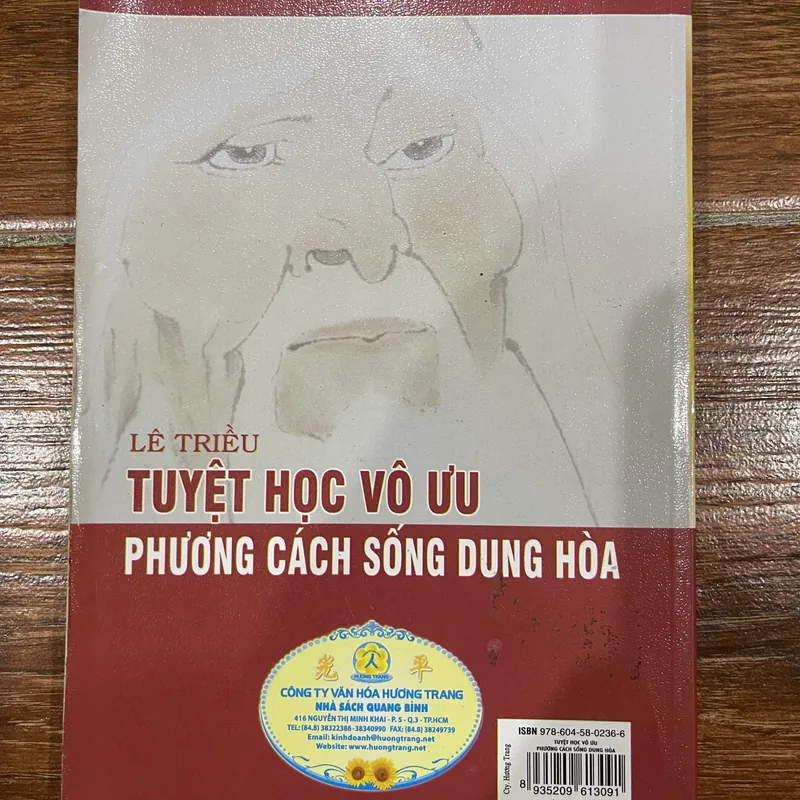 LÊ TRIỀU
TUYỆT HỌC VÔ ƯU
PHƯƠNG CÁCH SỐNG DUNG HÒA
光 平
HƯƠNG TRANG
CÔNG TY VĂN HÓA HƯƠNG TRANG
NHÀ SÁCH QUANG BÌNH
416 NGUYỄN THỊ MINH KHAI - P. 5 - Q.3 - TP.HCM
TEL: (84.8) 38322386 -38340990 FAX: (84.8) 38249739
Email: kinhdoanh@huongtrang.net
Website: www.huongtrang.net
ISBN 978-604-58-0236-6
TUYỆT HỌC VÔ ƯU
PHƯƠNG CÁCH SỐNG DUNG HÒA
Cty. Hương Trang
8 935209 613091